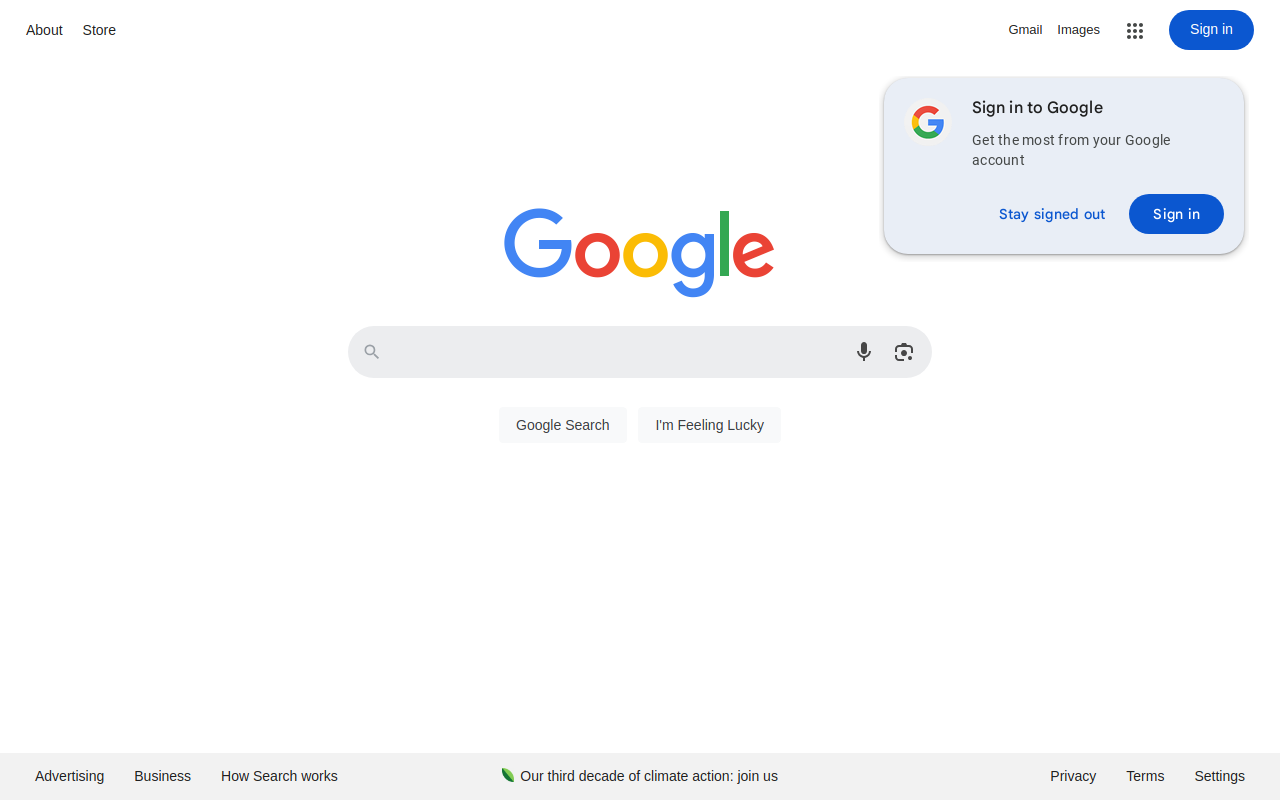 About Store
Gmail Images
Sign in
Sign in to Google
Get the most from your Google
account
Stay signed out
Sign in
Google
Google Search
I'm Feeling Lucky
Advertising Business How Search works
Our third decade of climate action: join us
Privacy Terms Settings